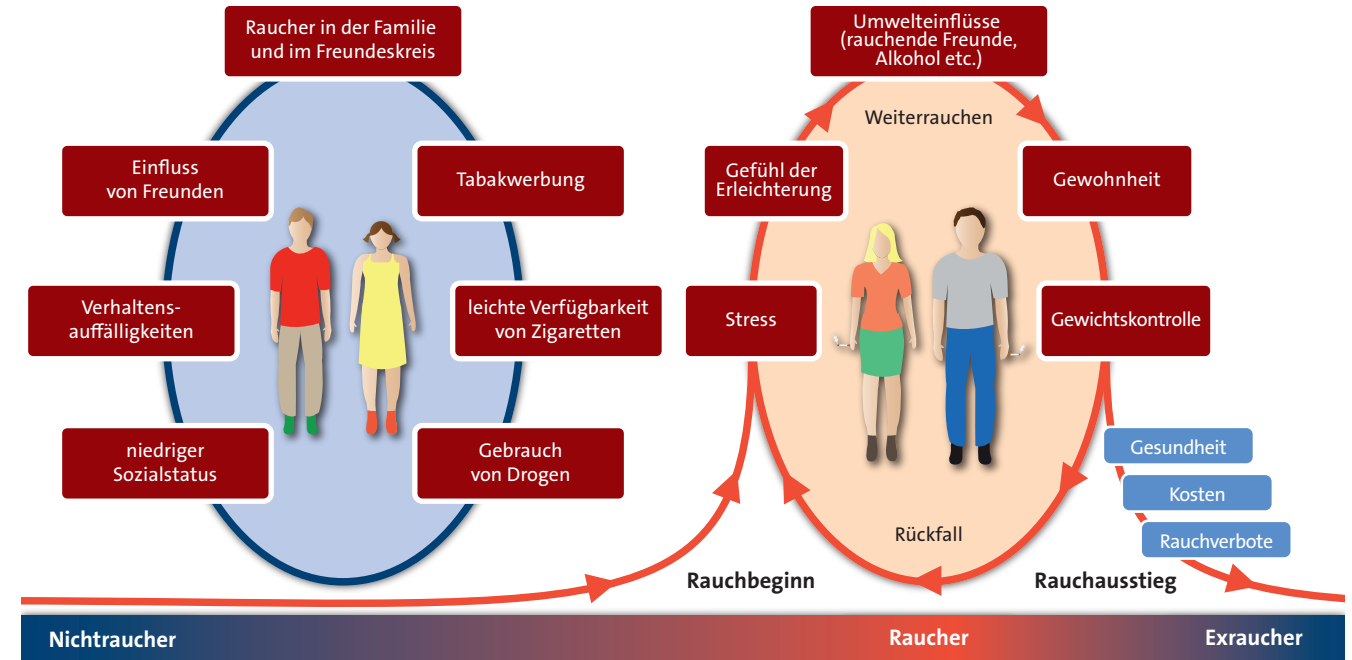 Raucher in der Familie
und im Freundeskreis
Einfluss
von Freunden
Tabakwerbung
Verhaltens-
auffälligkeiten
leichte Verfügbarkeit
von Zigaretten
niedriger
Sozialstatus
Gebrauch
von Drogen
Umwelteinflüsse
(rauchende Freunde,
Alkohol etc.)
Weiterrauchen
Gefühl der
Erleichterung
Gewohnheit
Stress
Gewichtskontrolle
Rückfall
Gesundheit
Kosten
Rauchverbote
Rauchbeginn
Rauchausstieg
Nichtraucher
Raucher
Exraucher